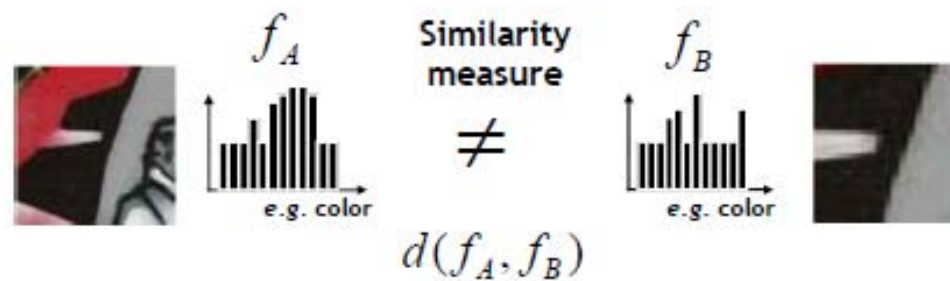 f_A
Similarity
measure
f_B
≠
e.g. color
e.g. color
d(f_A, f_B)